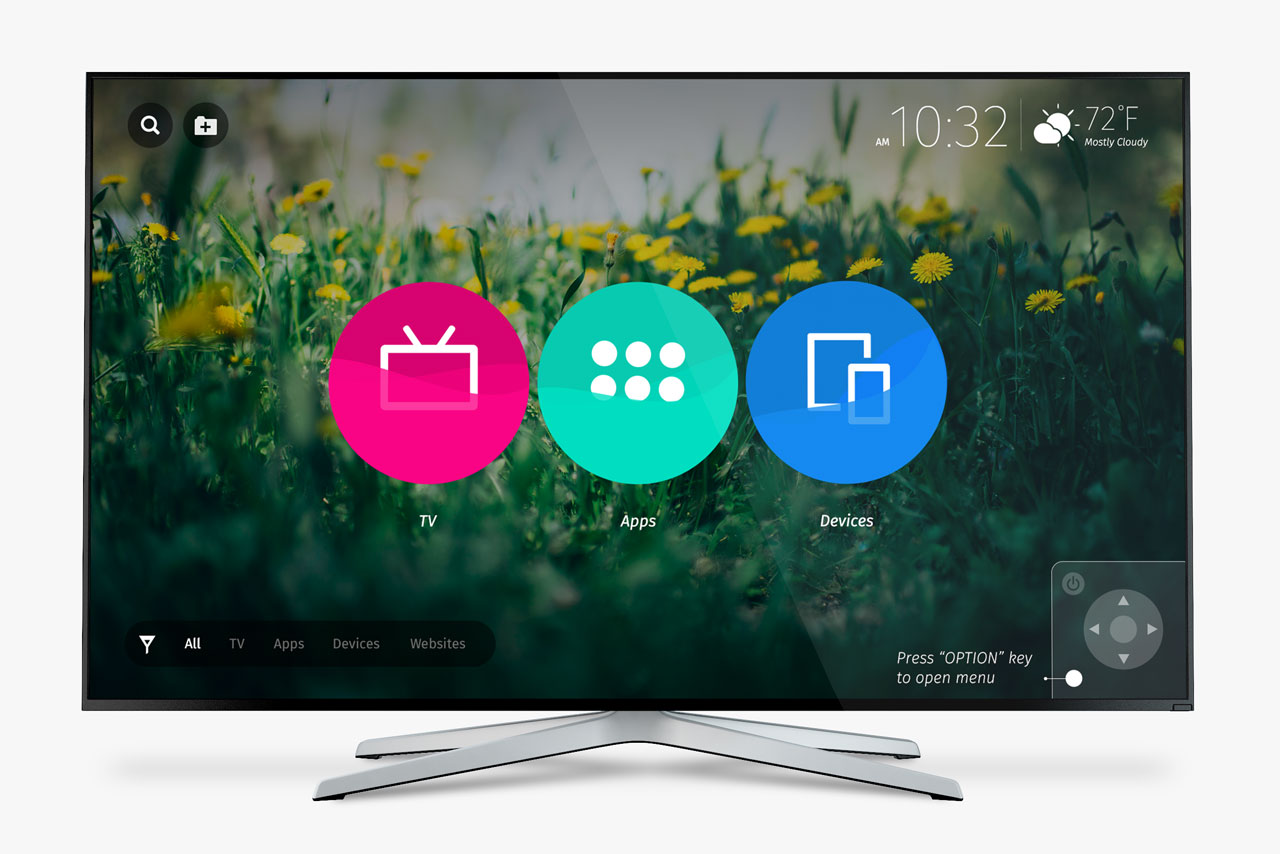 AM 10:32
72°F
Mostly Cloudy
TV
Apps
Devices
All TV Apps Devices Websites
Press “OPTION” key
to open menu